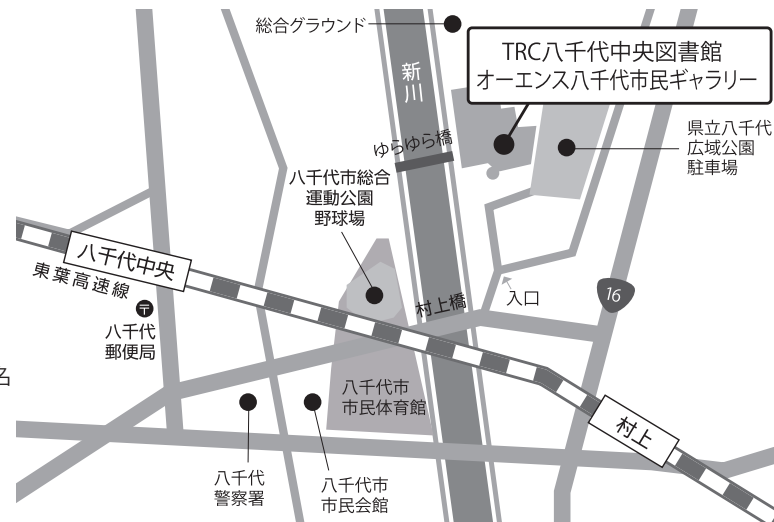 総合グラウンド
TRC八千代中央図書館
オーエンス八千代市民ギャラリー
新川
県立八千代
広域公園
駐車場
ゆらゆら橋
八千代市総合
運動公園
野球場
八千代中央
東葉高速線
〒
八千代
郵便局
入口
16
村上橋
名
八千代市
市民体育館
村上
八千代
警察署
八千代市
市民会館